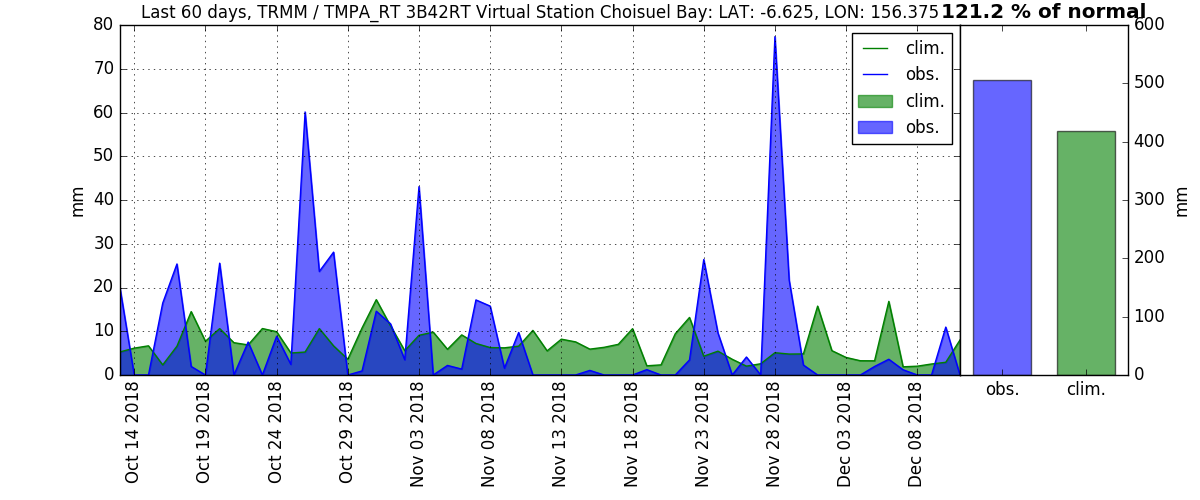 Last 60 days, TRMM / TMPA_RT 3B42RT Virtual Station Choisuel Bay: LAT: -6.625, LON: 156.375
121.2 % of normal
mm
80
70
60
50
40
30
20
10
0
clim.
obs.
clim.
obs.
Oct 14 2018
Oct 19 2018
Oct 24 2018
Oct 29 2018
Nov 03 2018
Nov 08 2018
Nov 13 2018
Nov 18 2018
Nov 23 2018
Nov 28 2018
Dec 03 2018
Dec 08 2018
600
500
400
300
200
100
0
mm
obs.
clim.